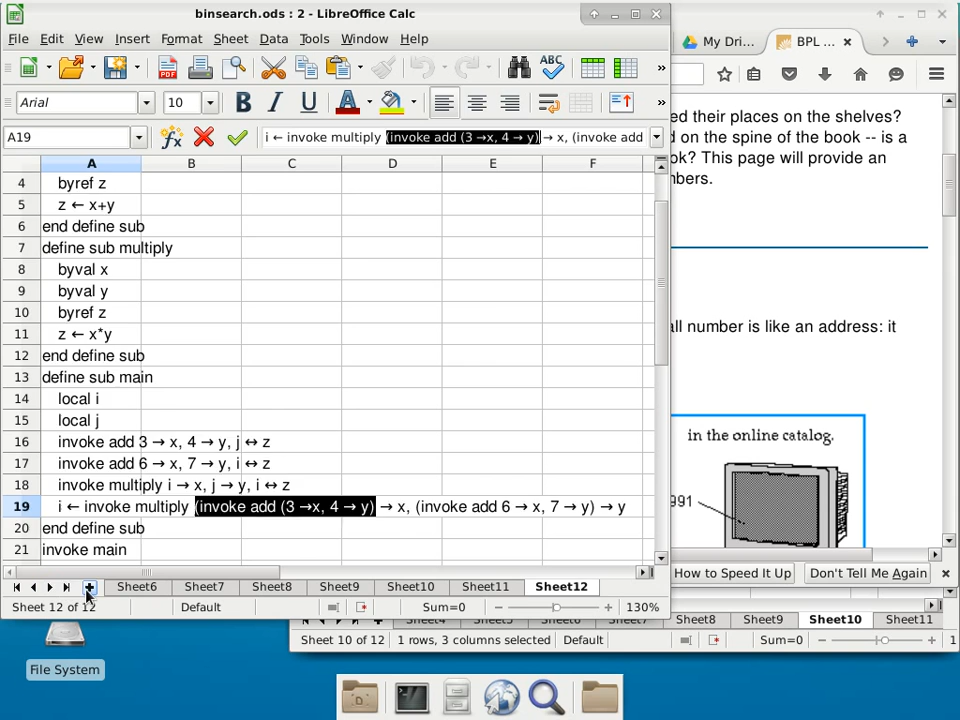 binsearch.ods : 2 - LibreOffice Calc
File Edit View Insert Format Sheet Data Tools Window Help
My Dri...
BPL ...
Arial
10
A19
i ← invoke multiply (invoke add (3 →x, 4 → y) → x, (invoke add
A B C D E F
4 byref z
5 z ← x+y
6 end define sub
7 define sub multiply
8 byval x
9 byval y
10 byref z
11 z ← x*y
12 end define sub
13 define sub main
14 local i
15 local j
16 invoke add 3 → x, 4 → y, j ↔ z
17 invoke add 6 → x, 7 → y, i ↔ z
18 invoke multiply i → x, j → y, i ↔ z
19 i ← invoke multiply (invoke add (3 →x, 4 → y) → x, (invoke add 6 → x, 7 → y) → y
20 end define sub
21 invoke main
Sheet6 Sheet7 Sheet8 Sheet9 Sheet10 Sheet11 Sheet12
Sheet 12 of 12 Default Sum=0 130%
ed their places on the shelves?
d on the spine of the book -- is a
ok? This page will provide an
nbers.
all number is like an address: it
in the online catalog.
991
How to Speed It Up Don't Tell Me Again
Sheet8 Sheet9 Sheet10 Sheet11
Sheet 10 of 12 1 rows, 3 columns selected Default Sum=0 1
File System